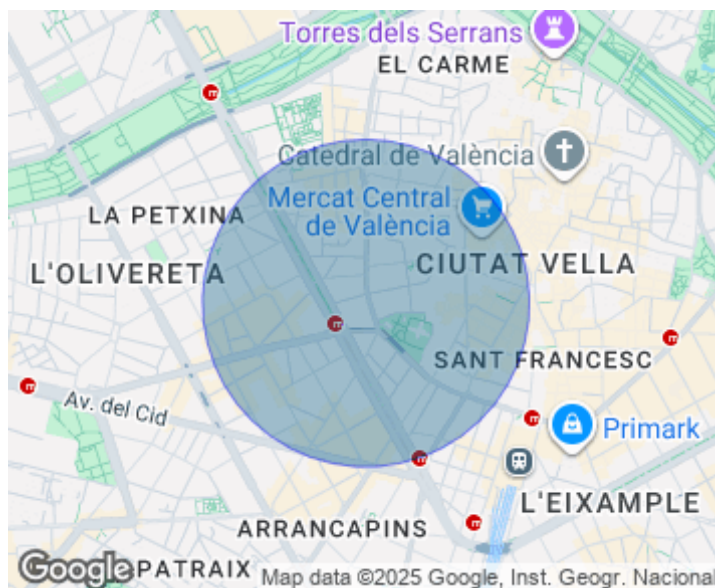 Torres dels Serrans
EL CARME
Catedral de València
Mercat Central
de València
LA PETXINA
L'OLIVERETA
CIUTAT VELLA
SANT FRANCESC
Av. del Cid
Primark
L'EIXAMPLE
ARRANCAPINS
PATRAIX
Google
Map data ©2025 Google, Inst. Geogr. Nacional